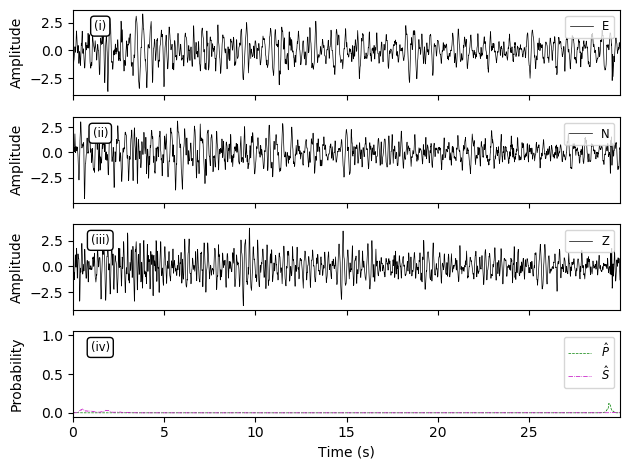 Amplitude
2.5
0.0
−2.5
(i)
E
Amplitude
2.5
0.0
−2.5
(ii)
N
Amplitude
2.5
0.0
−2.5
(iii)
Z
Probability
1.0
0.5
0.0
(iv)
P̂
Ŝ
0 5 10 15 20 25
Time (s)